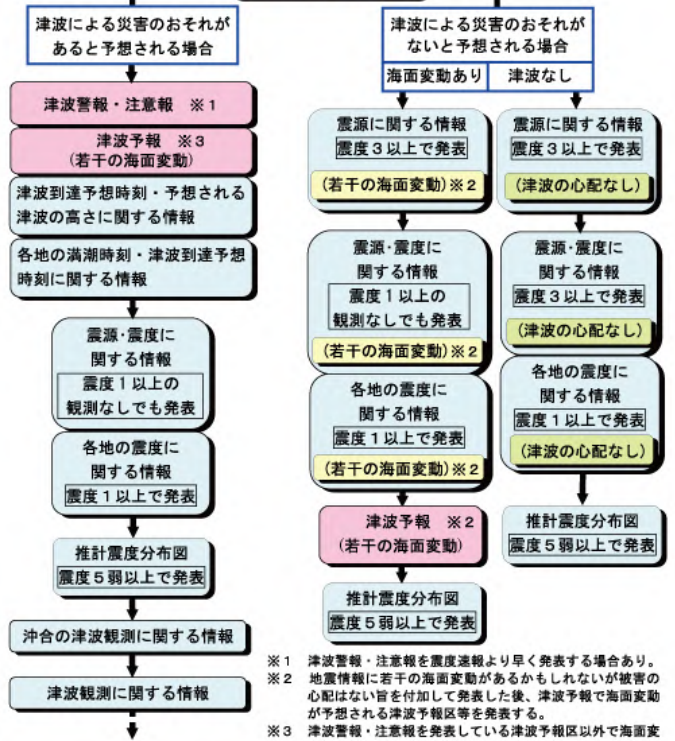 津波による災害のおそれが
あると予想される場合
津波警報・注意報　※１
津波予報　※３
(若干の海面変動)
津波到達予想時刻・予想される
津波の高さに関する情報
各地の満潮時刻・津波到達予想
時刻に関する情報
震源･震度に
関する情報
震度１以上の
観測なしでも発表
各地の震度に
関する情報
震度１以上で発表
推計震度分布図
震度５弱以上で発表
沖合の津波観測に関する情報
津波観測に関する情報
津波による災害のおそれが
ないと予想される場合
海面変動あり
津波なし
震源に関する情報
震度３以上で発表
(若干の海面変動)※２
震源･震度に
関する情報
震度１以上の
観測なしでも発表
(若干の海面変動)※２
各地の震度に
関する情報
震度１以上で発表
(若干の海面変動)※２
津波予報　※２
(若干の海面変動)
推計震度分布図
震度５弱以上で発表
震源に関する情報
震度３以上で発表
(津波の心配なし)
震源･震度に
関する情報
震度３以上で発表
(津波の心配なし)
各地の震度に
関する情報
震度１以上で発表
(津波の心配なし)
推計震度分布図
震度５弱以上で発表
※１　津波警報・注意報を震度速報より早く発表する場合あり。
※２　地震情報に若干の海面変動があるかもしれないが被害の
心配はない旨を付加して発表した後、津波予報で海面変動
が予想される津波予報区等を発表する。
※３　津波警報・注意報を発表している津波予報区以外で海面変